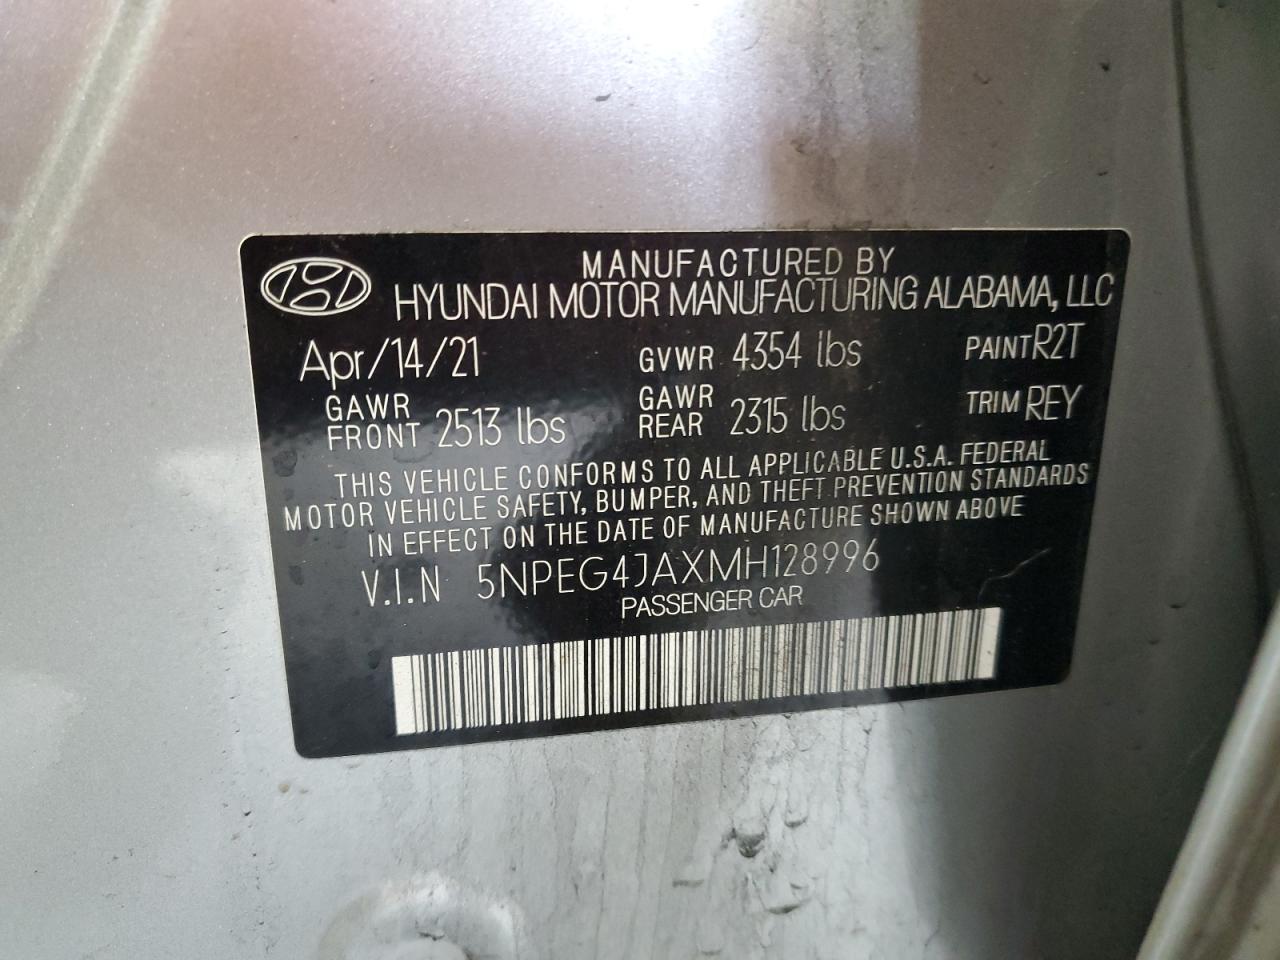 MANUFACTURED BY
HYUNDAI MOTOR MANUFACTURING ALABAMA, LLC
Apr/14/21 GVWR 4354 lbs PAINT R2T
GAWR FRONT 2513 lbs GAWR REAR 2315 lbs TRIM REY
THIS VEHICLE CONFORMS TO ALL APPLICABLE U.S.A. FEDERAL
MOTOR VEHICLE SAFETY, BUMPER, AND THEFT PREVENTION STANDARDS
IN EFFECT ON THE DATE OF MANUFACTURE SHOWN ABOVE
V.I.N 5NPEG4JAXMH128996
PASSENGER CAR